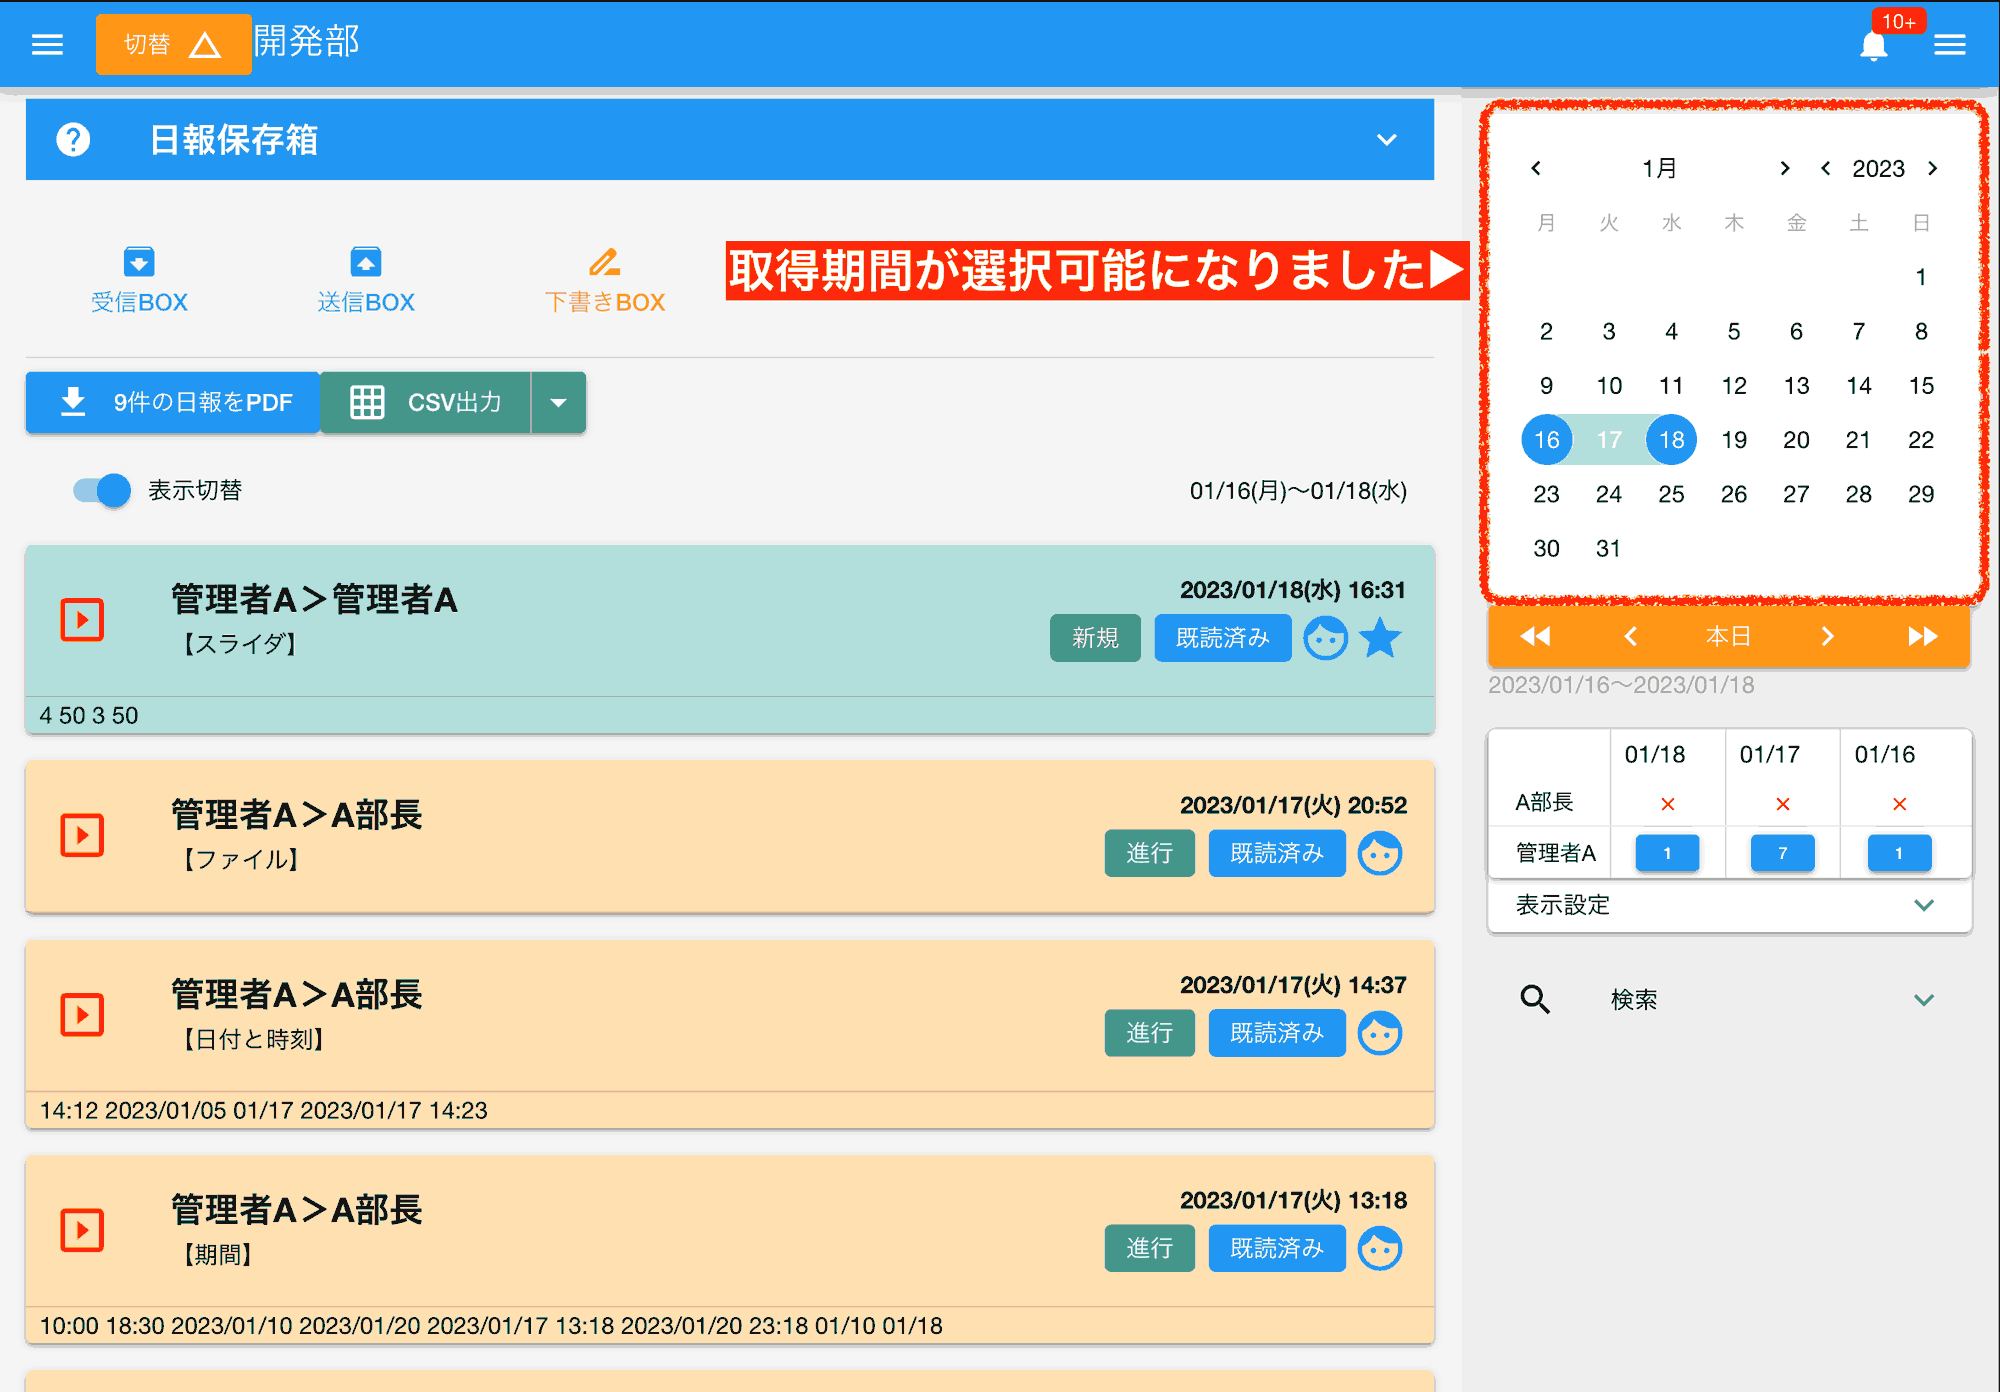 切替
開発部
10+
日報保存箱
受信BOX
送信BOX
下書きBOX
取得期間が選択可能になりました▶
9件の日報をPDF
CSV出力
表示切替
01/16(月)〜01/18(水)
管理者A＞管理者A
【スライダ】
2023/01/18(水) 16:31
新規
既読済み
4 50 3 50
管理者A＞A部長
【ファイル】
2023/01/17(火) 20:52
進行
既読済み
管理者A＞A部長
【日付と時刻】
2023/01/17(火) 14:37
進行
既読済み
14:12 2023/01/05 01/17 2023/01/17 14:23
管理者A＞A部長
【期間】
2023/01/17(火) 13:18
進行
既読済み
10:00 18:30 2023/01/10 2023/01/20 2023/01/17 13:18 2023/01/20 23:18 01/10 01/18
1月 2023
月 火 水 木 金 土 日
1
2 3 4 5 6 7 8
9 10 11 12 13 14 15
16 17 18 19 20 21 22
23 24 25 26 27 28 29
30 31
本日
2023/01/16〜2023/01/18
01/18 01/17 01/16
A部長 × × ×
管理者A 1 7 1
表示設定
検索